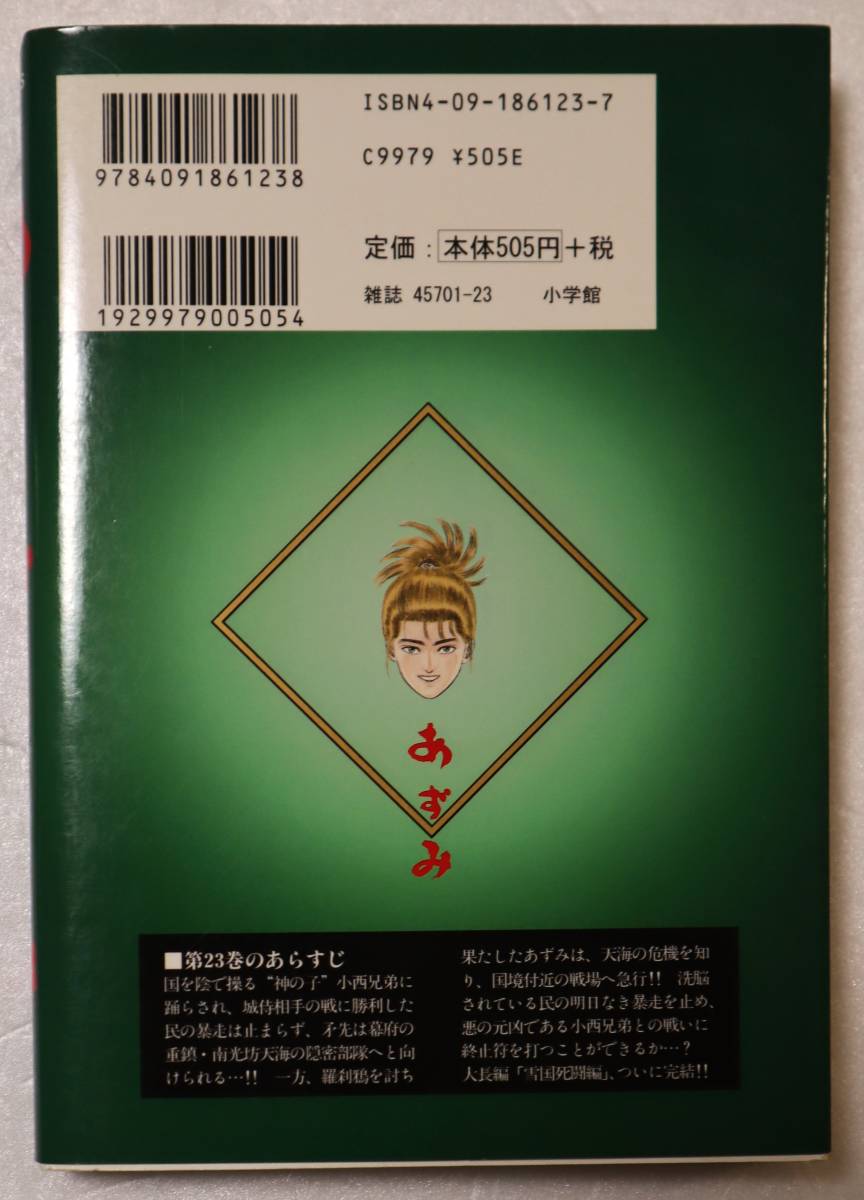 ISBN4-09-186123-7
C9979 ¥505E
9784091861238
定価：本体505円＋税
雑誌 45701-23 小学館
1929979005054
あずみ
■第23巻のあらすじ
国を陰で操る“神の子”小西兄弟に
踊らされ、城侍相手の戦に勝利した
民の暴走は止まらず、矛先は幕府の
重鎮・南光坊天海の隠密部隊へと向
けられる…!! 一方、羅刹鴉を討ち
果たしたあずみは、天海の危機を知
り、国境付近の戦場へ急行!! 洗脳
されている民の明日なき暴走を止め、
悪の元凶である小西兄弟との戦いに
終止符を打つことができるか…?
大長編「雪国死闘編」、ついに完結!!